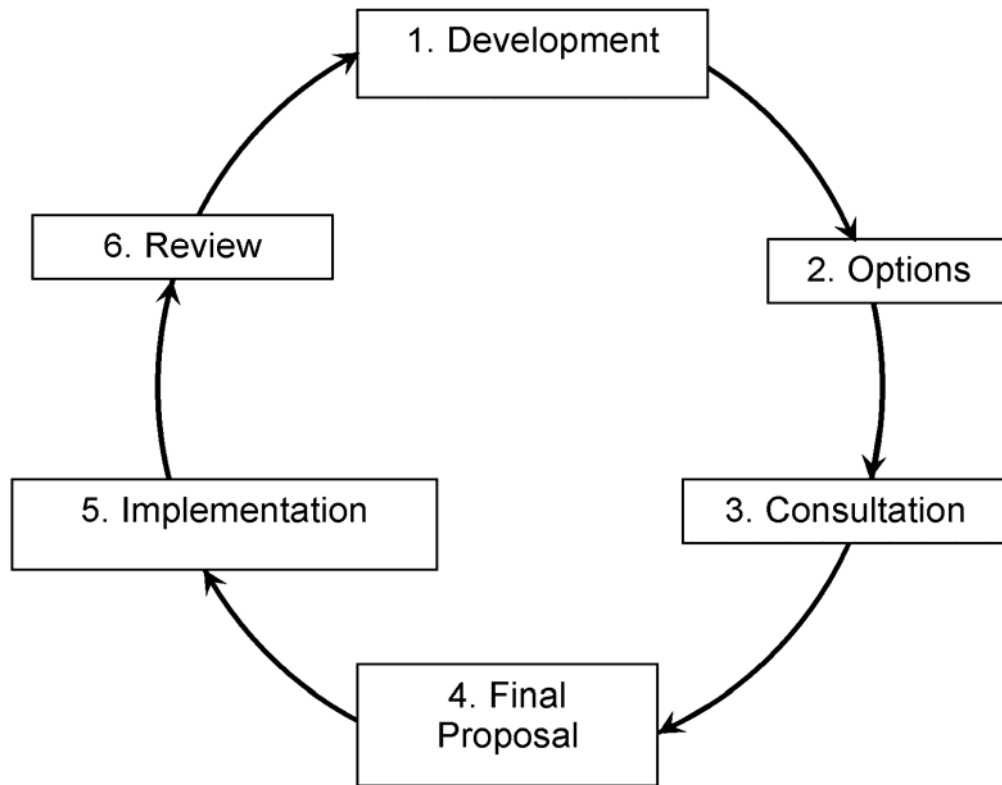 1. Development
2. Options
3. Consultation
4. Final
Proposal
5. Implementation
6. Review